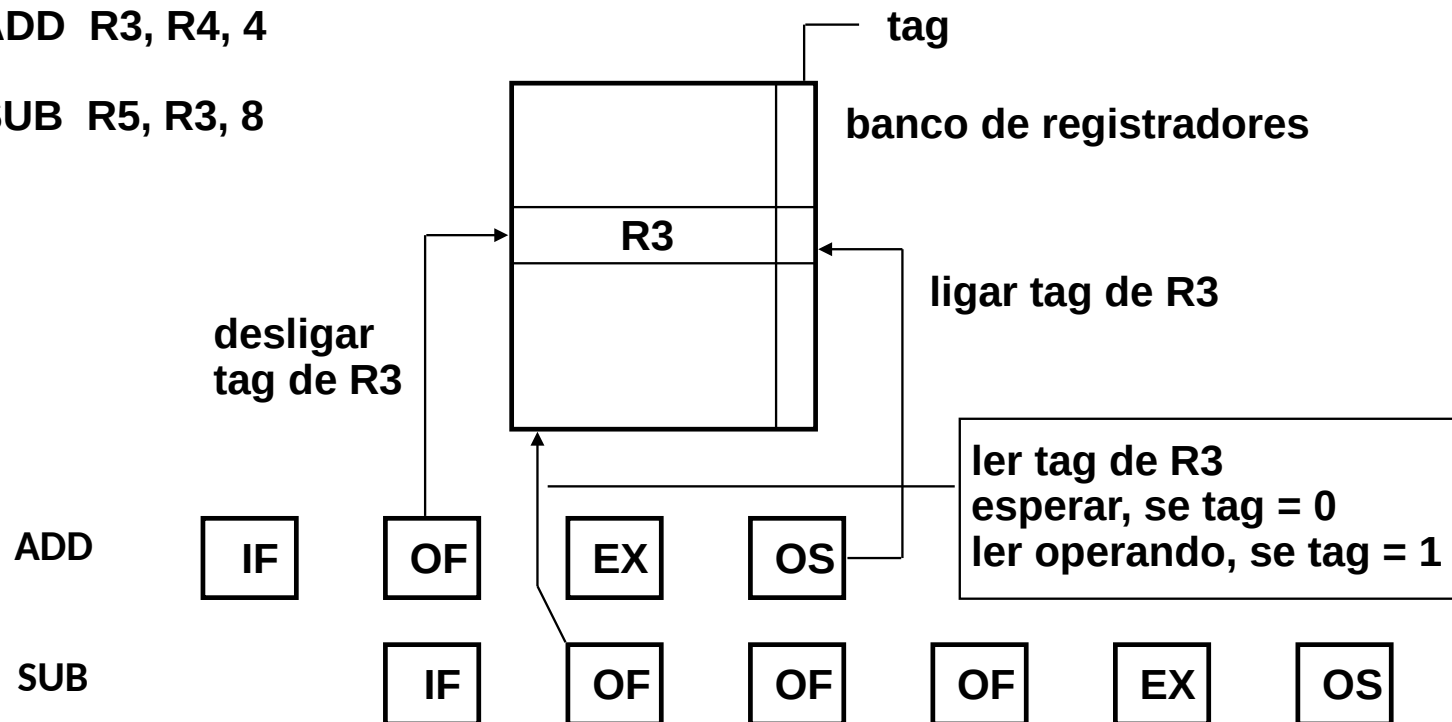 ADD R3, R4, 4
tag
SUB R5, R3, 8
banco de registradores
R3
ligar tag de R3
desligar
tag de R3
ler tag de R3
esperar, se tag = 0
ler operando, se tag = 1
ADD IF OF EX OS
SUB IF OF OF OF EX OS